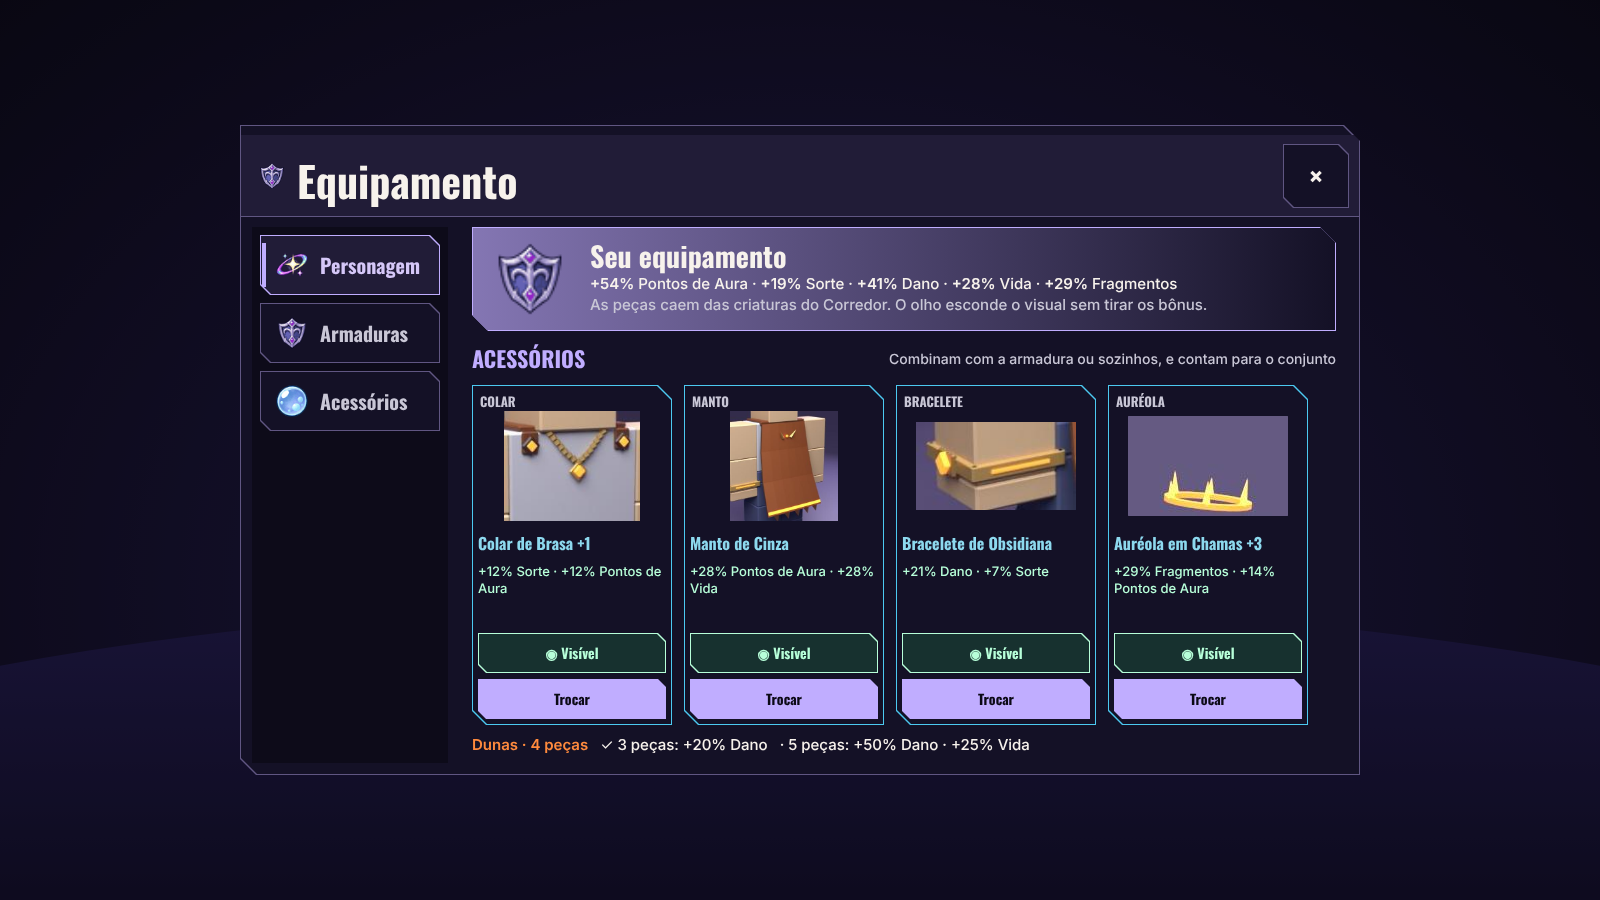 Equipamento
×
Personagem
Armaduras
Acessórios
Seu equipamento
+54% Pontos de Aura · +19% Sorte · +41% Dano · +28% Vida · +29% Fragmentos
As peças caem das criaturas do Corredor. O olho esconde o visual sem tirar os bônus.
ACESSÓRIOS
Combinam com a armadura ou sozinhos, e contam para o conjunto
COLAR
Colar de Brasa +1
+12% Sorte · +12% Pontos de
Aura
◉ Visível
Trocar
MANTO
Manto de Cinza
+28% Pontos de Aura · +28%
Vida
◉ Visível
Trocar
BRACELETE
Bracelete de Obsidiana
+21% Dano · +7% Sorte
◉ Visível
Trocar
AURÉOLA
Auréola em Chamas +3
+29% Fragmentos · +14%
Pontos de Aura
◉ Visível
Trocar
Dunas · 4 peças ✓ 3 peças: +20% Dano · 5 peças: +50% Dano · +25% Vida